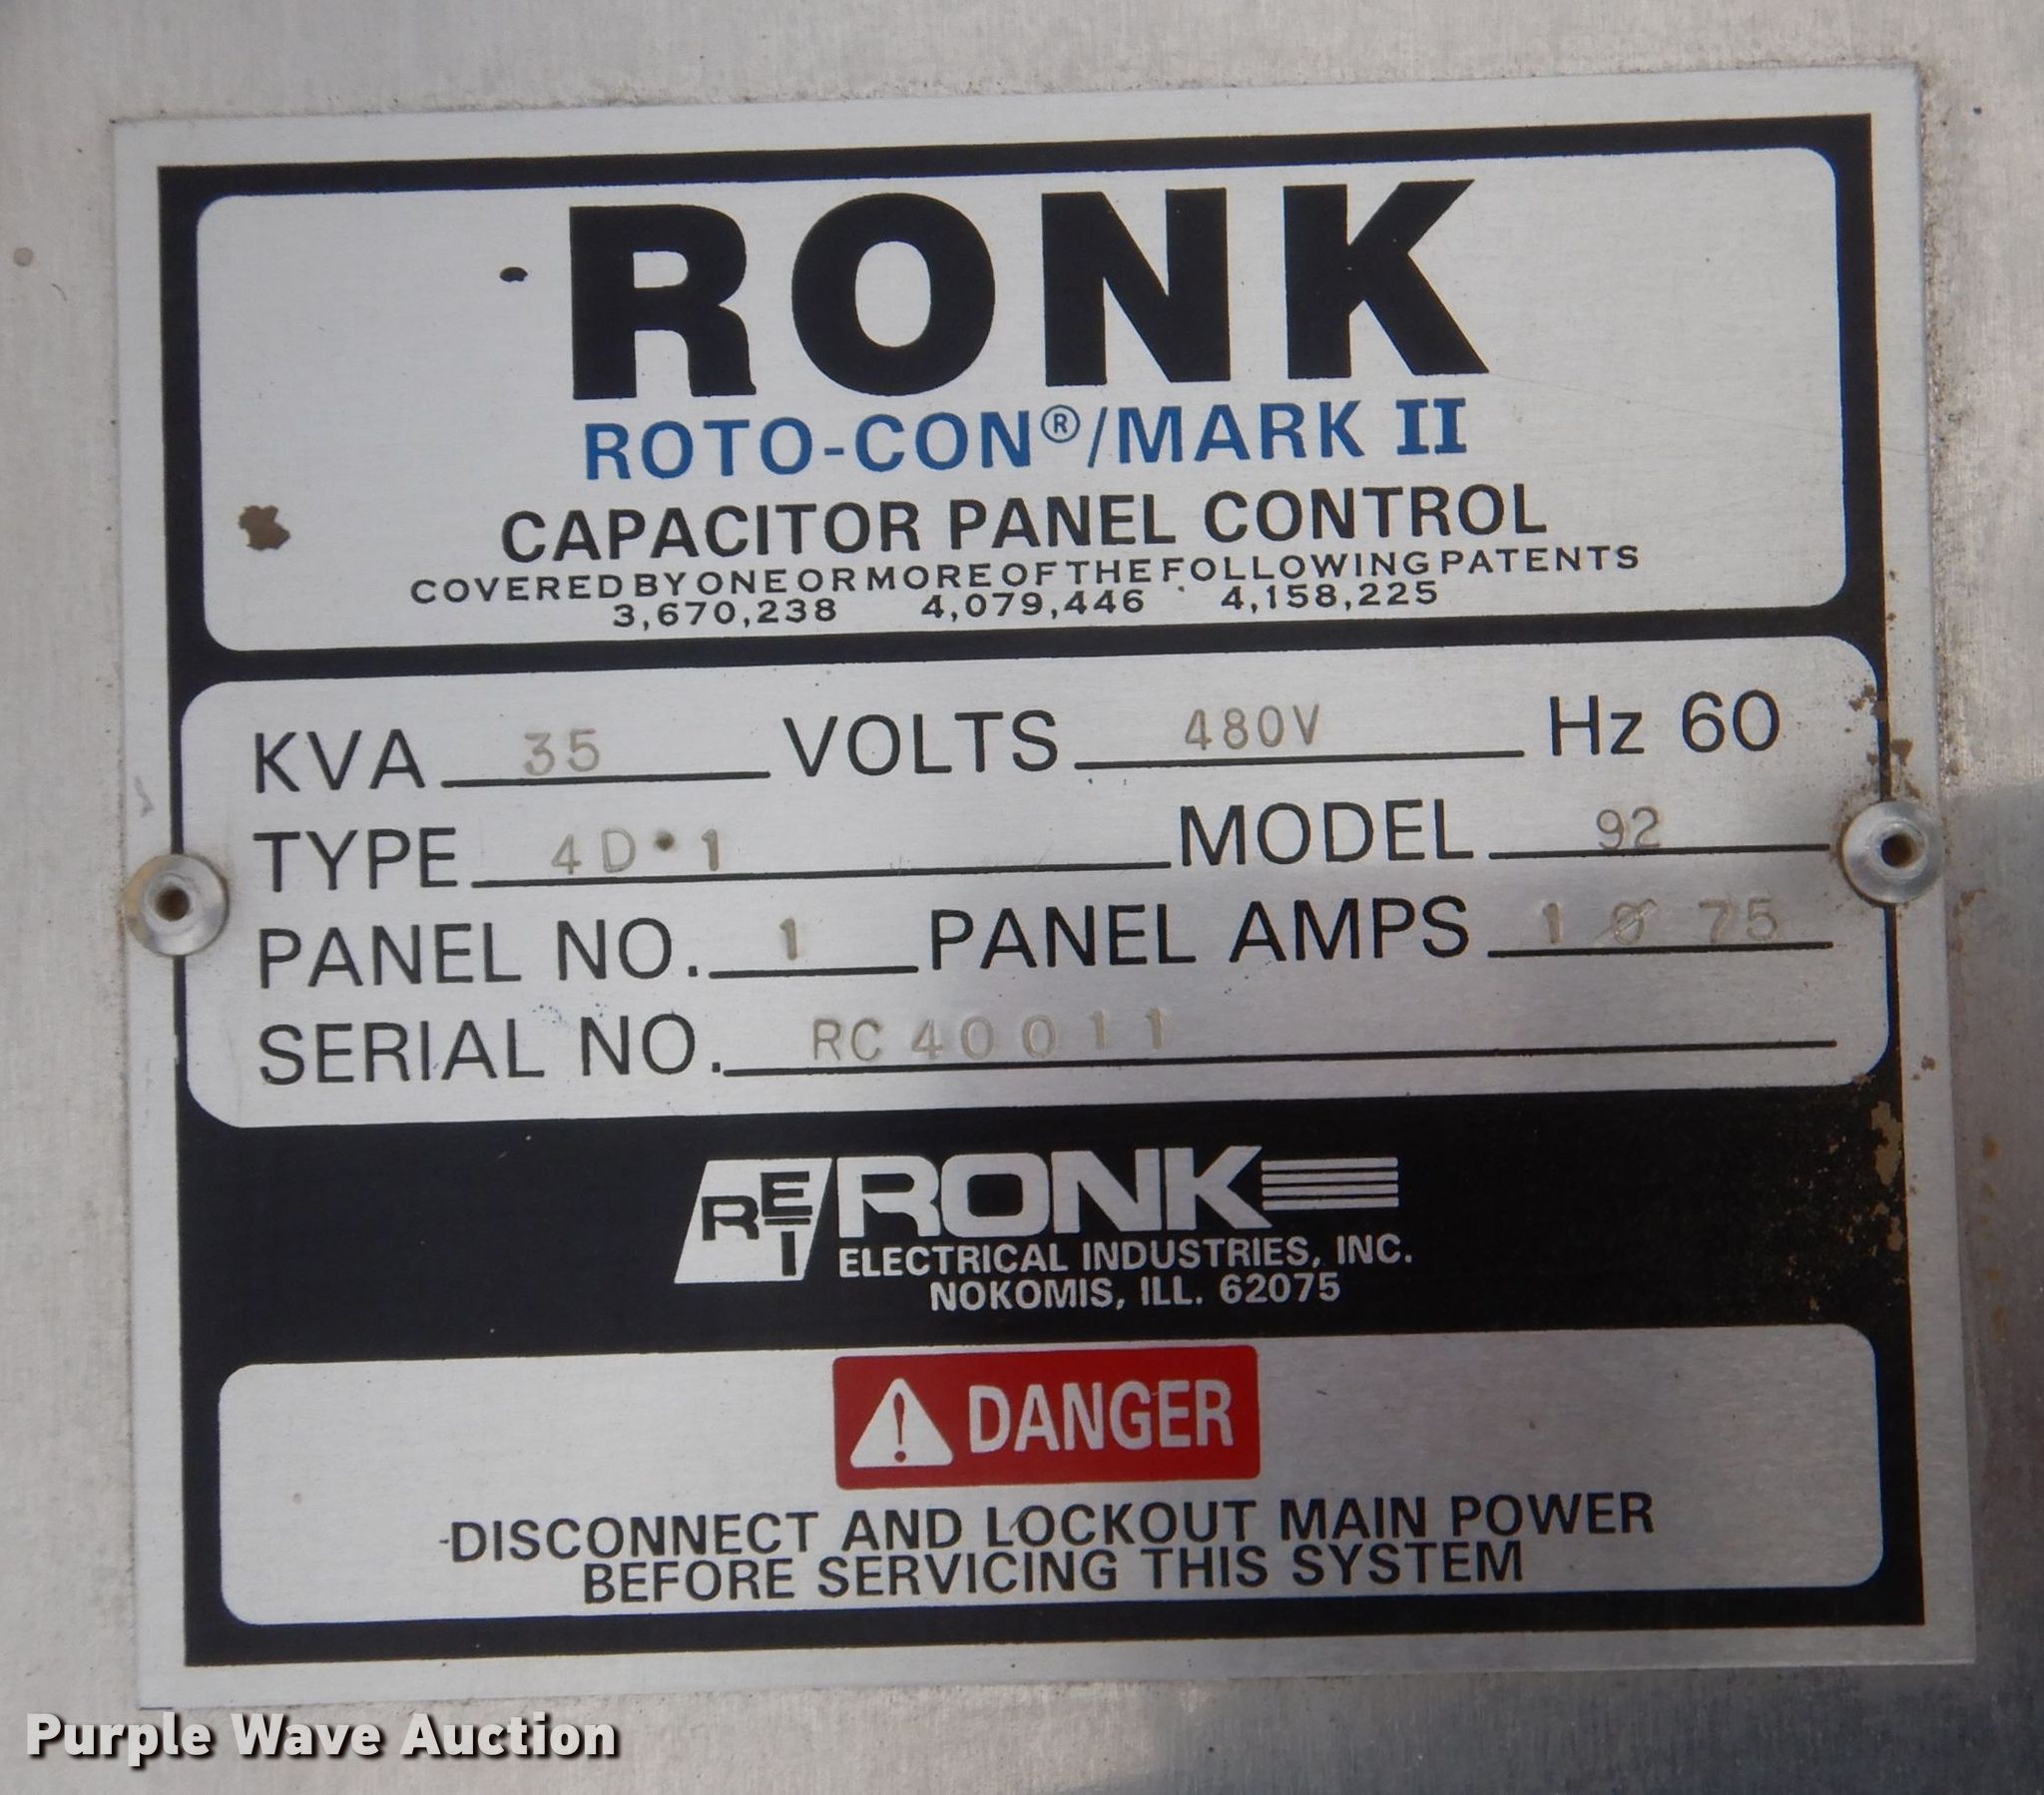 RONK
ROTO-CON®/MARK II
CAPACITOR PANEL CONTROL
COVERED BY ONE OR MORE OF THE FOLLOWING PATENTS
3,670,238 4,079,446 4,158,225
KVA 35 VOLTS 480V Hz 60
TYPE 4D•1 MODEL 92
PANEL NO. 1 PANEL AMPS 1 Ø 75
SERIAL NO. RC40011
REI RONK
ELECTRICAL INDUSTRIES, INC.
NOKOMIS, ILL. 62075
DANGER
DISCONNECT AND LOCKOUT MAIN POWER
BEFORE SERVICING THIS SYSTEM
Purple Wave Auction